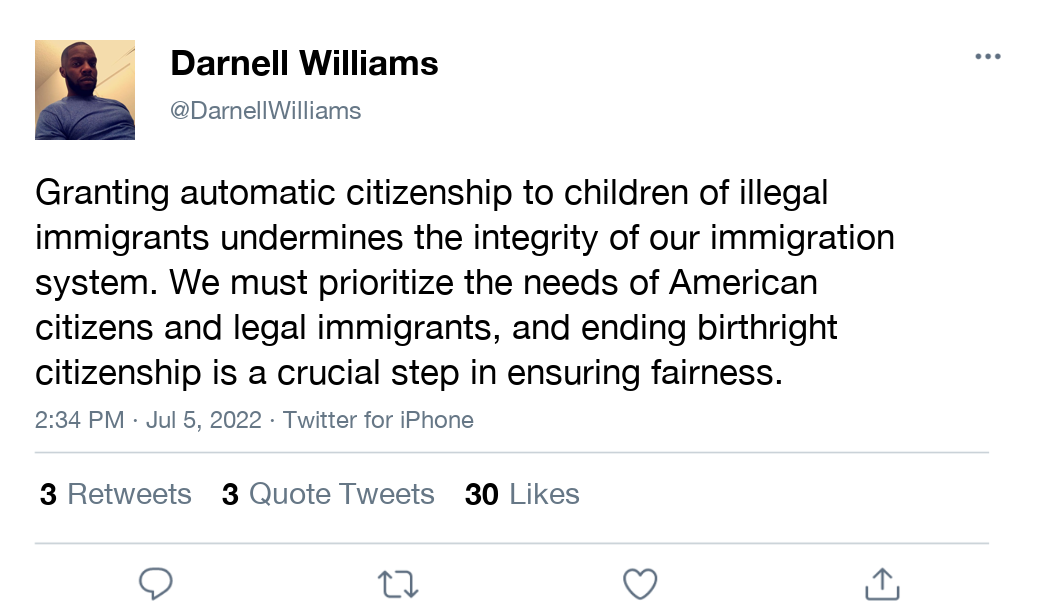 Darnell Williams
@DarnellWilliams
Granting automatic citizenship to children of illegal
immigrants undermines the integrity of our immigration
system. We must prioritize the needs of American
citizens and legal immigrants, and ending birthright
citizenship is a crucial step in ensuring fairness.
2:34 PM · Jul 5, 2022 · Twitter for iPhone
3 Retweets 3 Quote Tweets 30 Likes